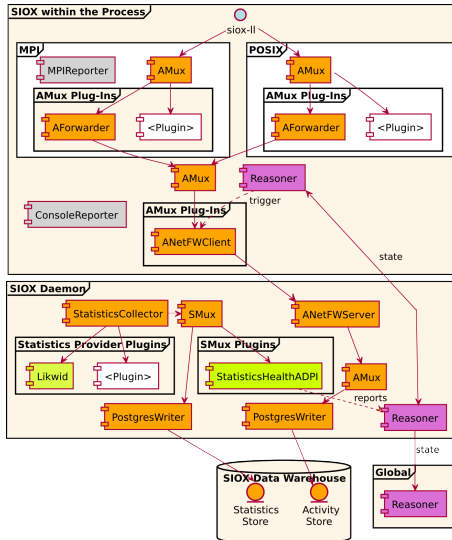 SIOX within the Process
siox-ll
MPI
POSIX
MPIReporter
AMux
AMux
AMux Plug-Ins
AMux Plug-Ins
AForwarder
<Plugin>
AForwarder
<Plugin>
AMux
Reasoner
trigger
ConsoleReporter
AMux Plug-Ins
ANetFWClient
state
SIOX Daemon
StatisticsCollector
SMux
ANetFWServer
Statistics Provider Plugins
SMux Plugins
Likwid
<Plugin>
StatisticsHealthADPI
AMux
reports
PostgresWriter
PostgresWriter
Reasoner
state
SIOX Data Warehouse
Global
Statistics
Store
Activity
Store
Reasoner